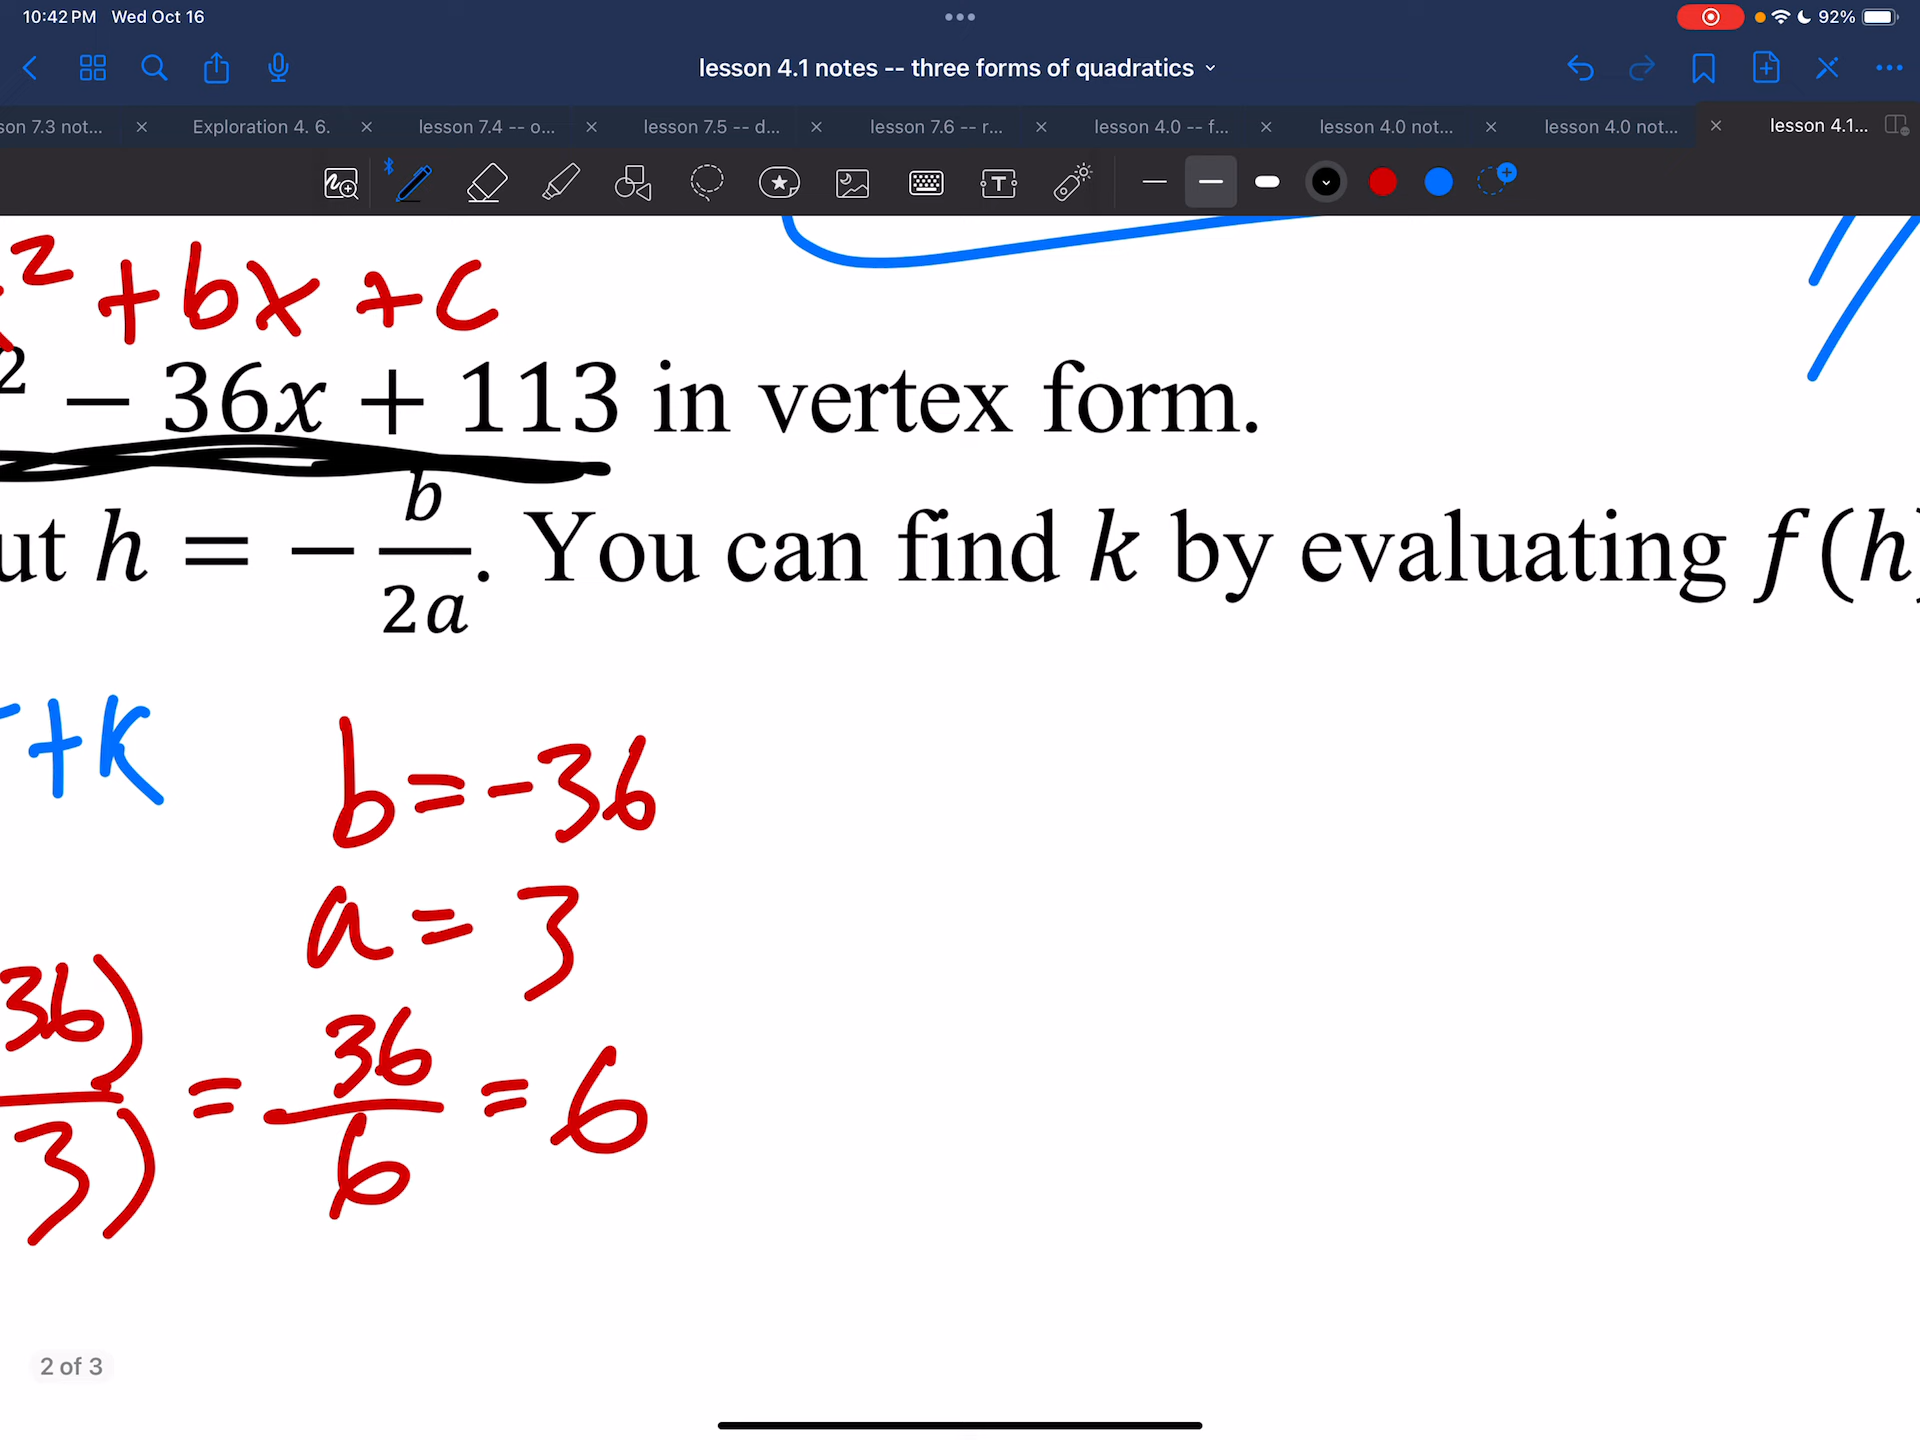 10:42 PM Wed Oct 16
92%
lesson 4.1 notes -- three forms of quadratics
son 7.3 not... Exploration 4. 6. lesson 7.4 -- o... lesson 7.5 -- d... lesson 7.6 -- r... lesson 4.0 -- f... lesson 4.0 not... lesson 4.0 not... lesson 4.1...
² + bx + c
² − 36x + 113 in vertex form.
ut h = − b/2a. You can find k by evaluating f(h)
+k
b = -36
a = 3
36)/3) = 36/6 = 6
2 of 3